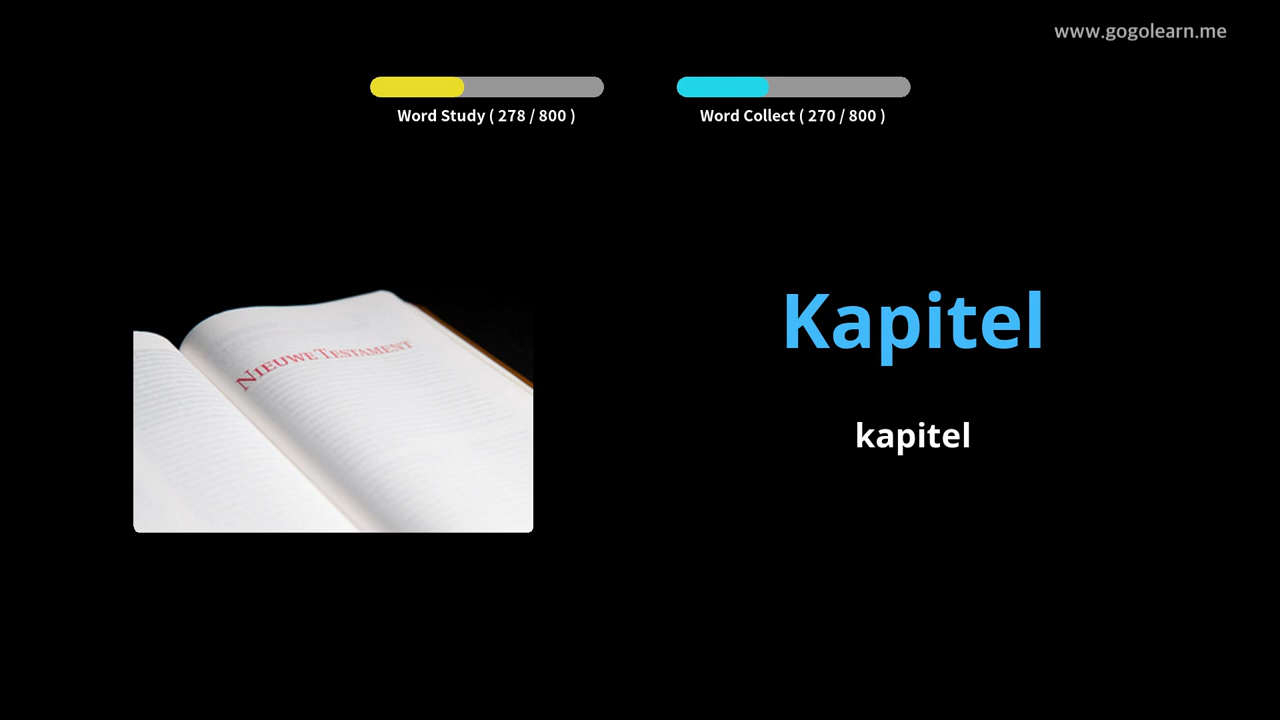 www.gogolearn.me
Word Study ( 278 / 800 )
Word Collect ( 270 / 800 )
NIEUWE TESTAMENT
Kapitel
kapitel